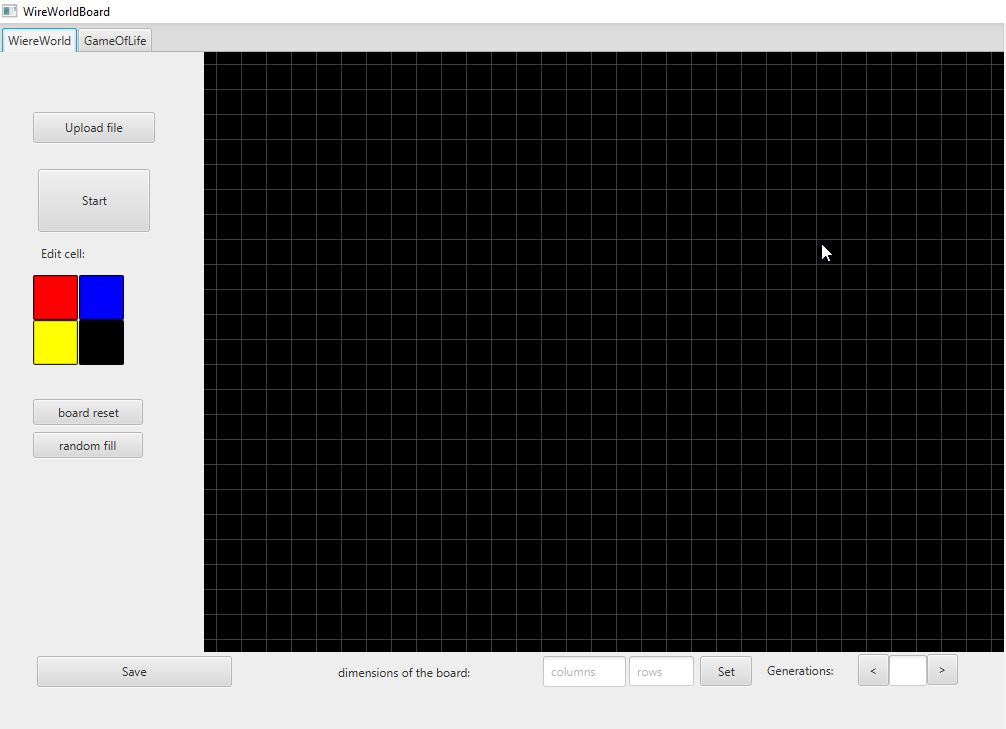 WireWorldBoard
WiereWorld GameOfLife
Upload file
Start
Edit cell:
board reset
random fill
Save dimensions of the board: columns rows Set Generations: < >